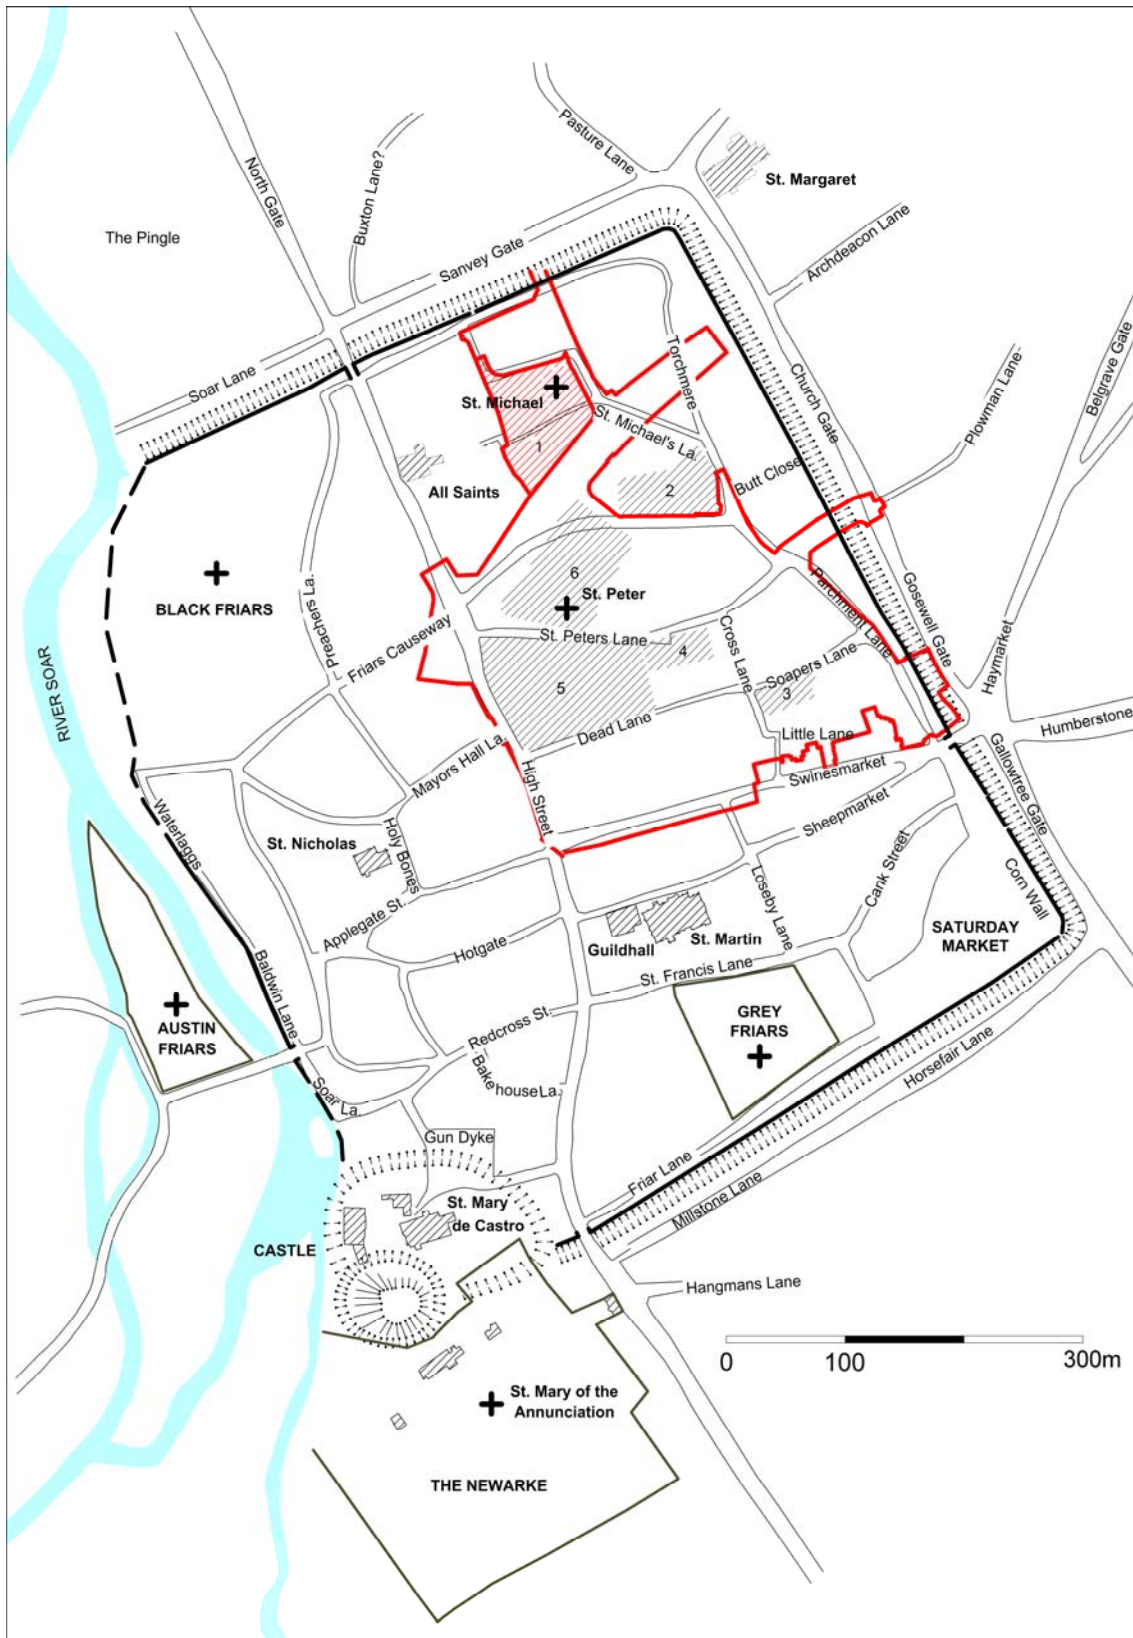 Pasture Lane
St. Margaret
North Gate
Buxton Lane?
The Pingle
Sanvey Gate
Archdeacon Lane
Soar Lane
Torchmere
Church Gate
Belgrave Gate
Plowman Lane
St. Michael
1
St. Michael's La.
All Saints
2
Butt Close
BLACK FRIARS
Preachers La.
6
St. Peter
Parchment Lane
Gosewell Gate
Friars Causeway
St. Peters Lane
4
Cross Lane
Soapers Lane
Haymarket
RIVER SOAR
5
3
Dead Lane
Little Lane
Humberstone
Mayors Hall La.
High Street
Swinesmarket
Gallowtree Gate
Waterlaggs
Sheepmarket
St. Nicholas
Holy Bones
Cank Street
Corn Wall
Loseby Lane
Applegate St.
Hotgate
Guildhall
St. Martin
SATURDAY
MARKET
St. Francis Lane
Baldwin Lane
AUSTIN
FRIARS
Redcross St.
GREY
FRIARS
Horsefair Lane
Soar La.
Bake
house La.
Gun Dyke
Friar Lane
Millstone Lane
St. Mary
de Castro
CASTLE
Hangmans Lane
0
100
300m
St. Mary of the
Annunciation
THE NEWARKE